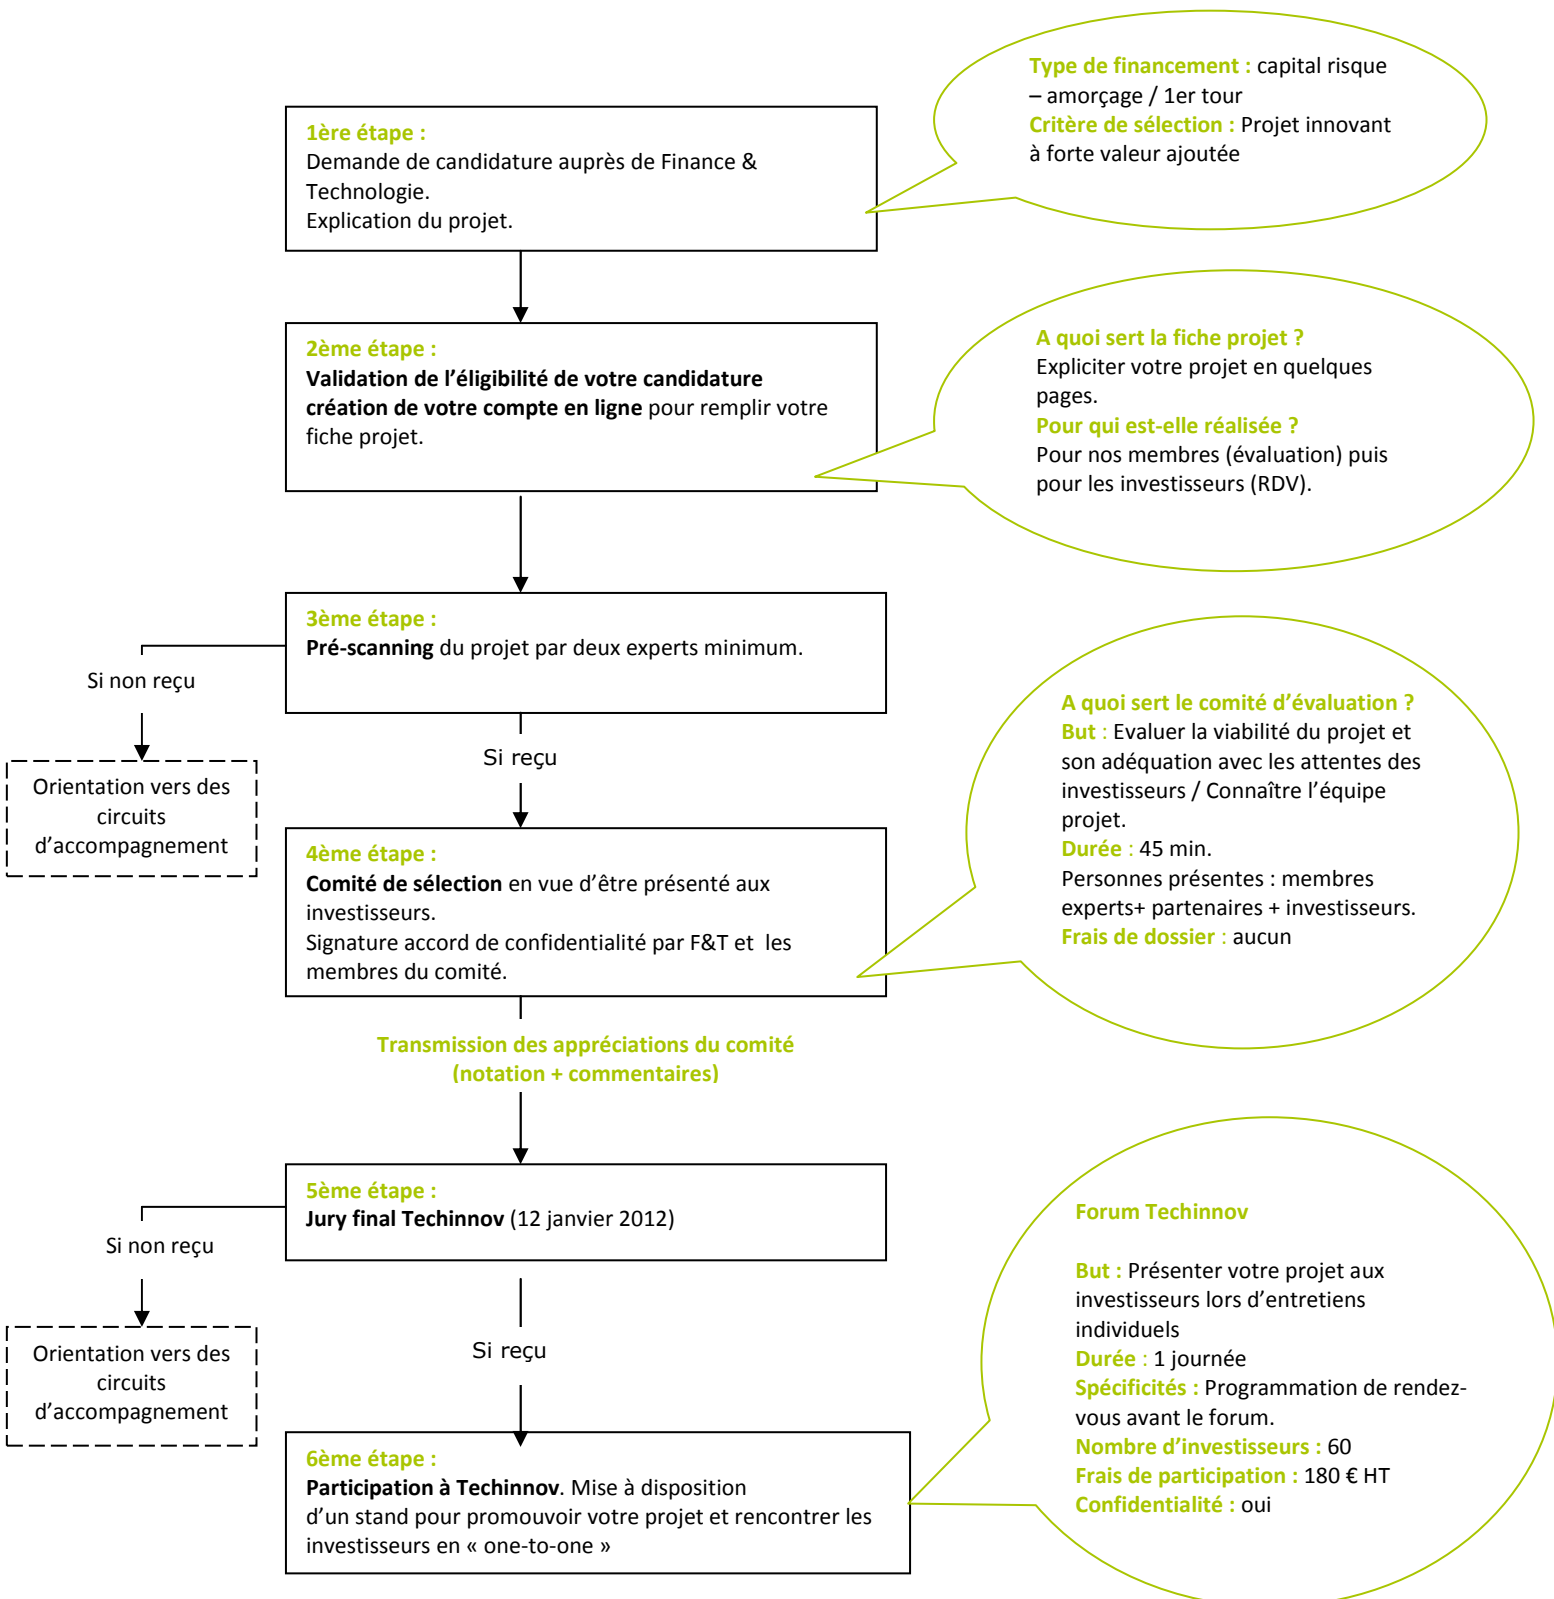 Type de financement : capital risque
– amorçage / 1er tour
Critère de sélection : Projet innovant
à forte valeur ajoutée
1ère étape :
Demande de candidature auprès de Finance &
Technologie.
Explication du projet.
2ème étape :
Validation de l’éligibilité de votre candidature
création de votre compte en ligne pour remplir votre
fiche projet.
A quoi sert la fiche projet ?
Expliciter votre projet en quelques
pages.
Pour qui est-elle réalisée ?
Pour nos membres (évaluation) puis
pour les investisseurs (RDV).
3ème étape :
Pré-scanning du projet par deux experts minimum.
Si non reçu
Orientation vers des
circuits
d’accompagnement
Si reçu
A quoi sert le comité d’évaluation ?
But : Evaluer la viabilité du projet et
son adéquation avec les attentes des
investisseurs / Connaître l’équipe
projet.
Durée : 45 min.
Personnes présentes : membres
experts+ partenaires + investisseurs.
Frais de dossier : aucun
4ème étape :
Comité de sélection en vue d’être présenté aux
investisseurs.
Signature accord de confidentialité par F&T et  les
membres du comité.
Transmission des appréciations du comité
(notation + commentaires)
5ème étape :
Jury final Techinnov (12 janvier 2012)
Si non reçu
Orientation vers des
circuits
d’accompagnement
Si reçu
Forum Techinnov
But : Présenter votre projet aux
investisseurs lors d’entretiens
individuels
Durée : 1 journée
Spécificités : Programmation de rendez-
vous avant le forum.
Nombre d’investisseurs : 60
Frais de participation : 180 € HT
Confidentialité : oui
6ème étape :
Participation à Techinnov. Mise à disposition
d’un stand pour promouvoir votre projet et rencontrer les
investisseurs en « one-to-one »